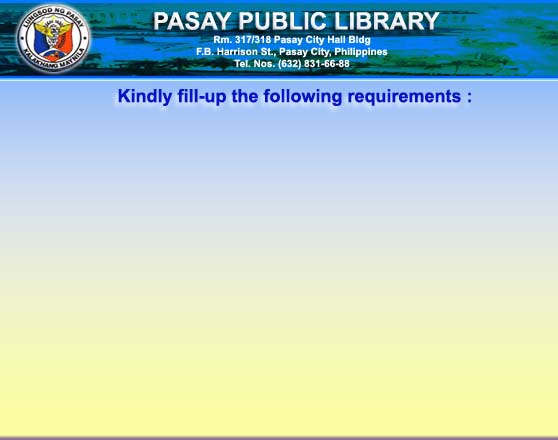 LUNGSOD NG PASAY
KALAKHANG MAYNILA
PASAY PUBLIC LIBRARY
Rm. 317/318 Pasay City Hall Bldg
F.B. Harrison St., Pasay City, Philippines
Tel. Nos. (632) 831-66-88
Kindly fill-up the following requirements :